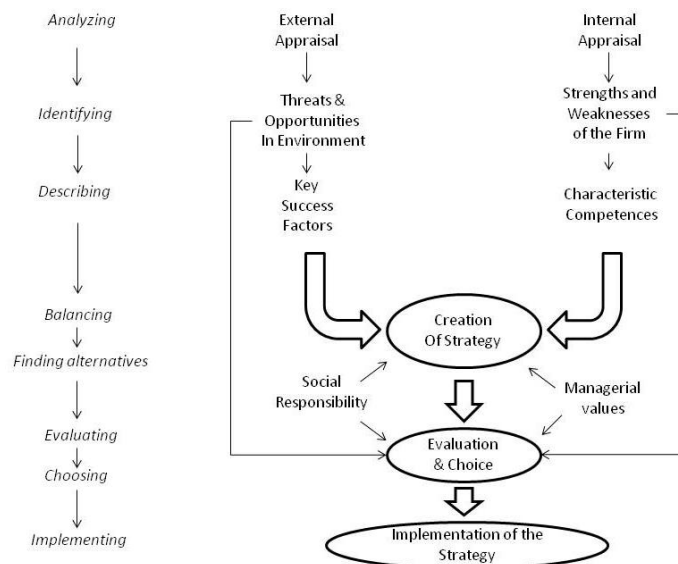 Analyzing
Identifying
Describing
Balancing
Finding alternatives
Evaluating
Choosing
Implementing
External
Appraisal
Threats &
Opportunities
In Environment
Key
Success
Factors
Internal
Appraisal
Strengths and
Weaknesses
of the Firm
Characteristic
Competences
Creation
Of Strategy
Social
Responsibility
Managerial
values
Evaluation
& Choice
Implementation of the
Strategy